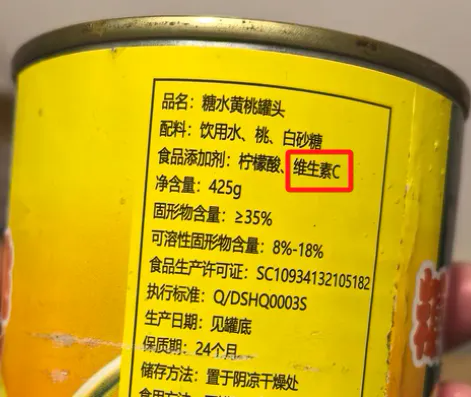 品名：糖水黄桃罐头
配料：饮用水、桃、白砂糖
食品添加剂：柠檬酸、维生素C
净含量：425g
固形物含量：≥35%
可溶性固形物含量：8%-18%
食品生产许可证：SC10934132105182
执行标准：Q/DSHQ0003S
生产日期：见罐底
保质期：24个月
储存方法：置于阴凉干燥处